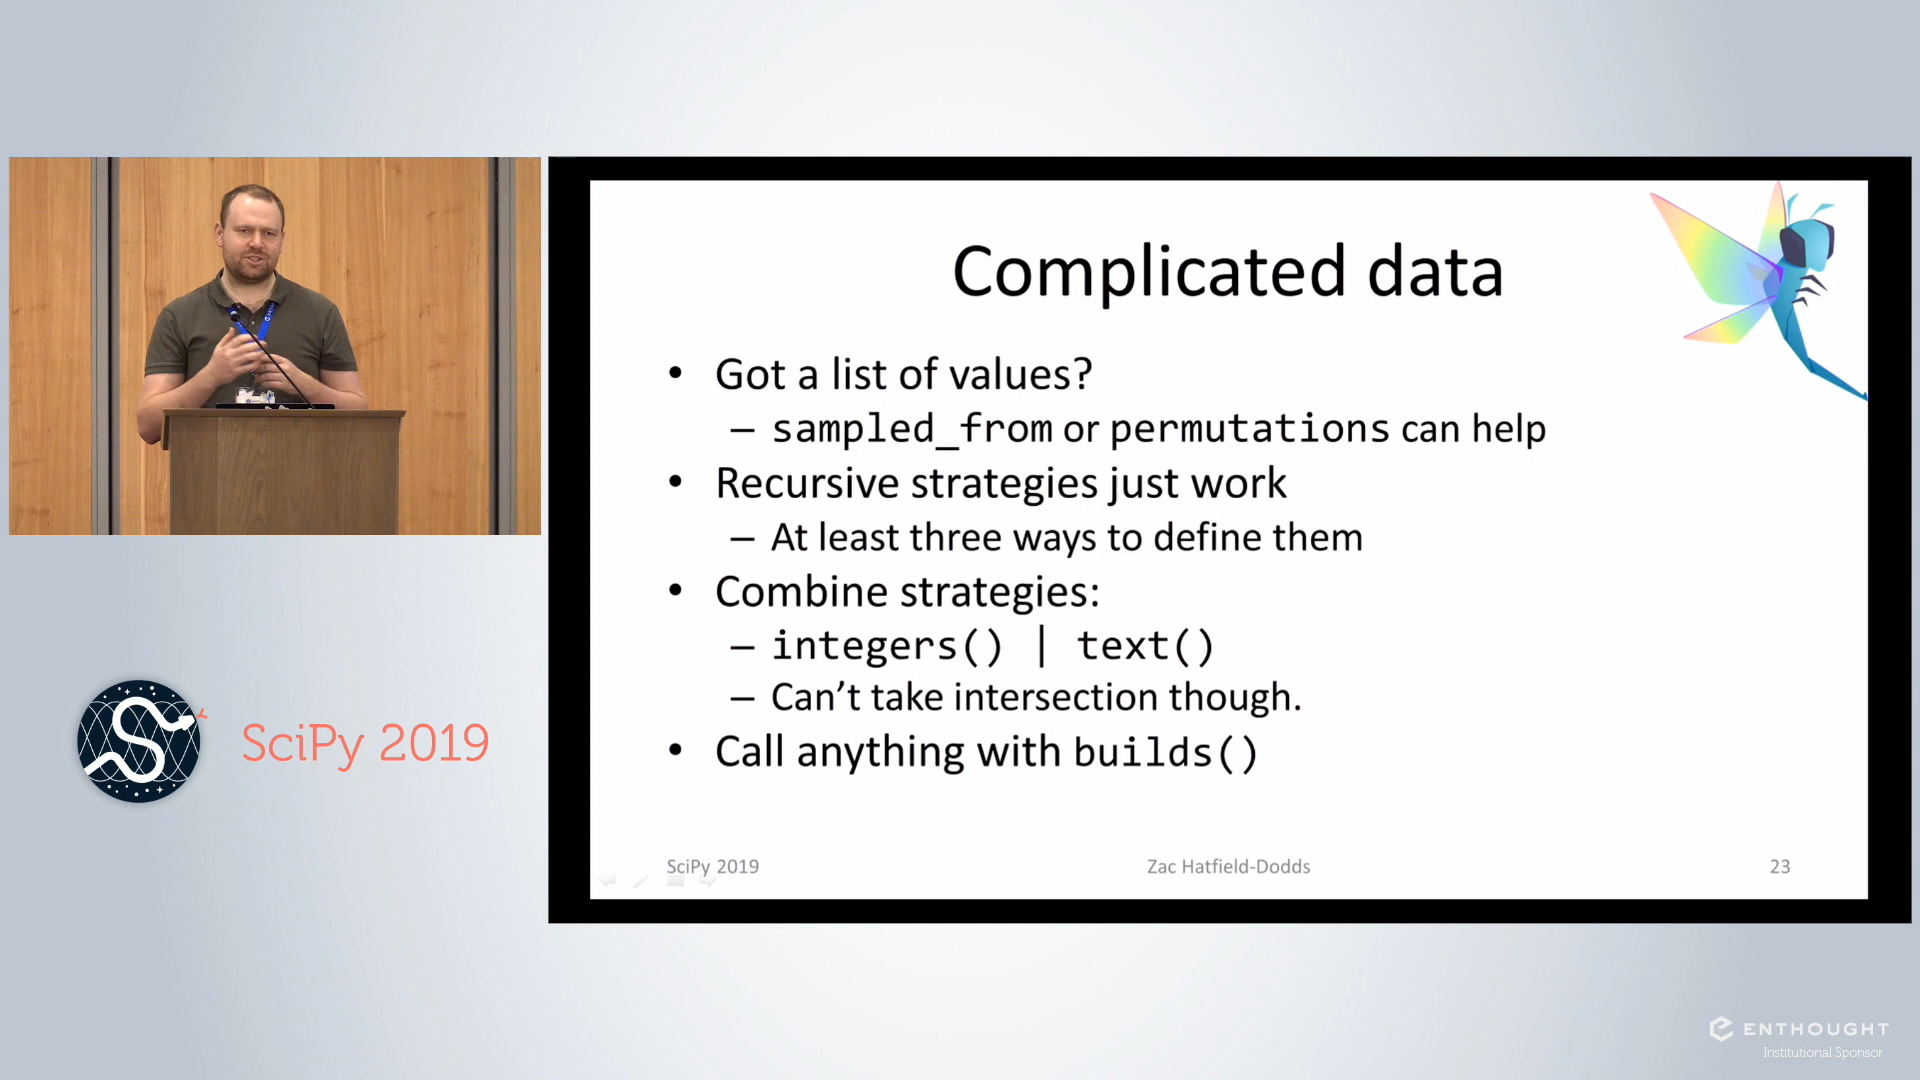 Complicated data
• Got a list of values?
– sampled_from or permutations can help
• Recursive strategies just work
– At least three ways to define them
• Combine strategies:
– integers() | text()
– Can’t take intersection though.
• Call anything with builds()
SciPy 2019
Zac Hatfield-Dodds
23
SciPy 2019
ENTHOUGHT
Institutional Sponsor